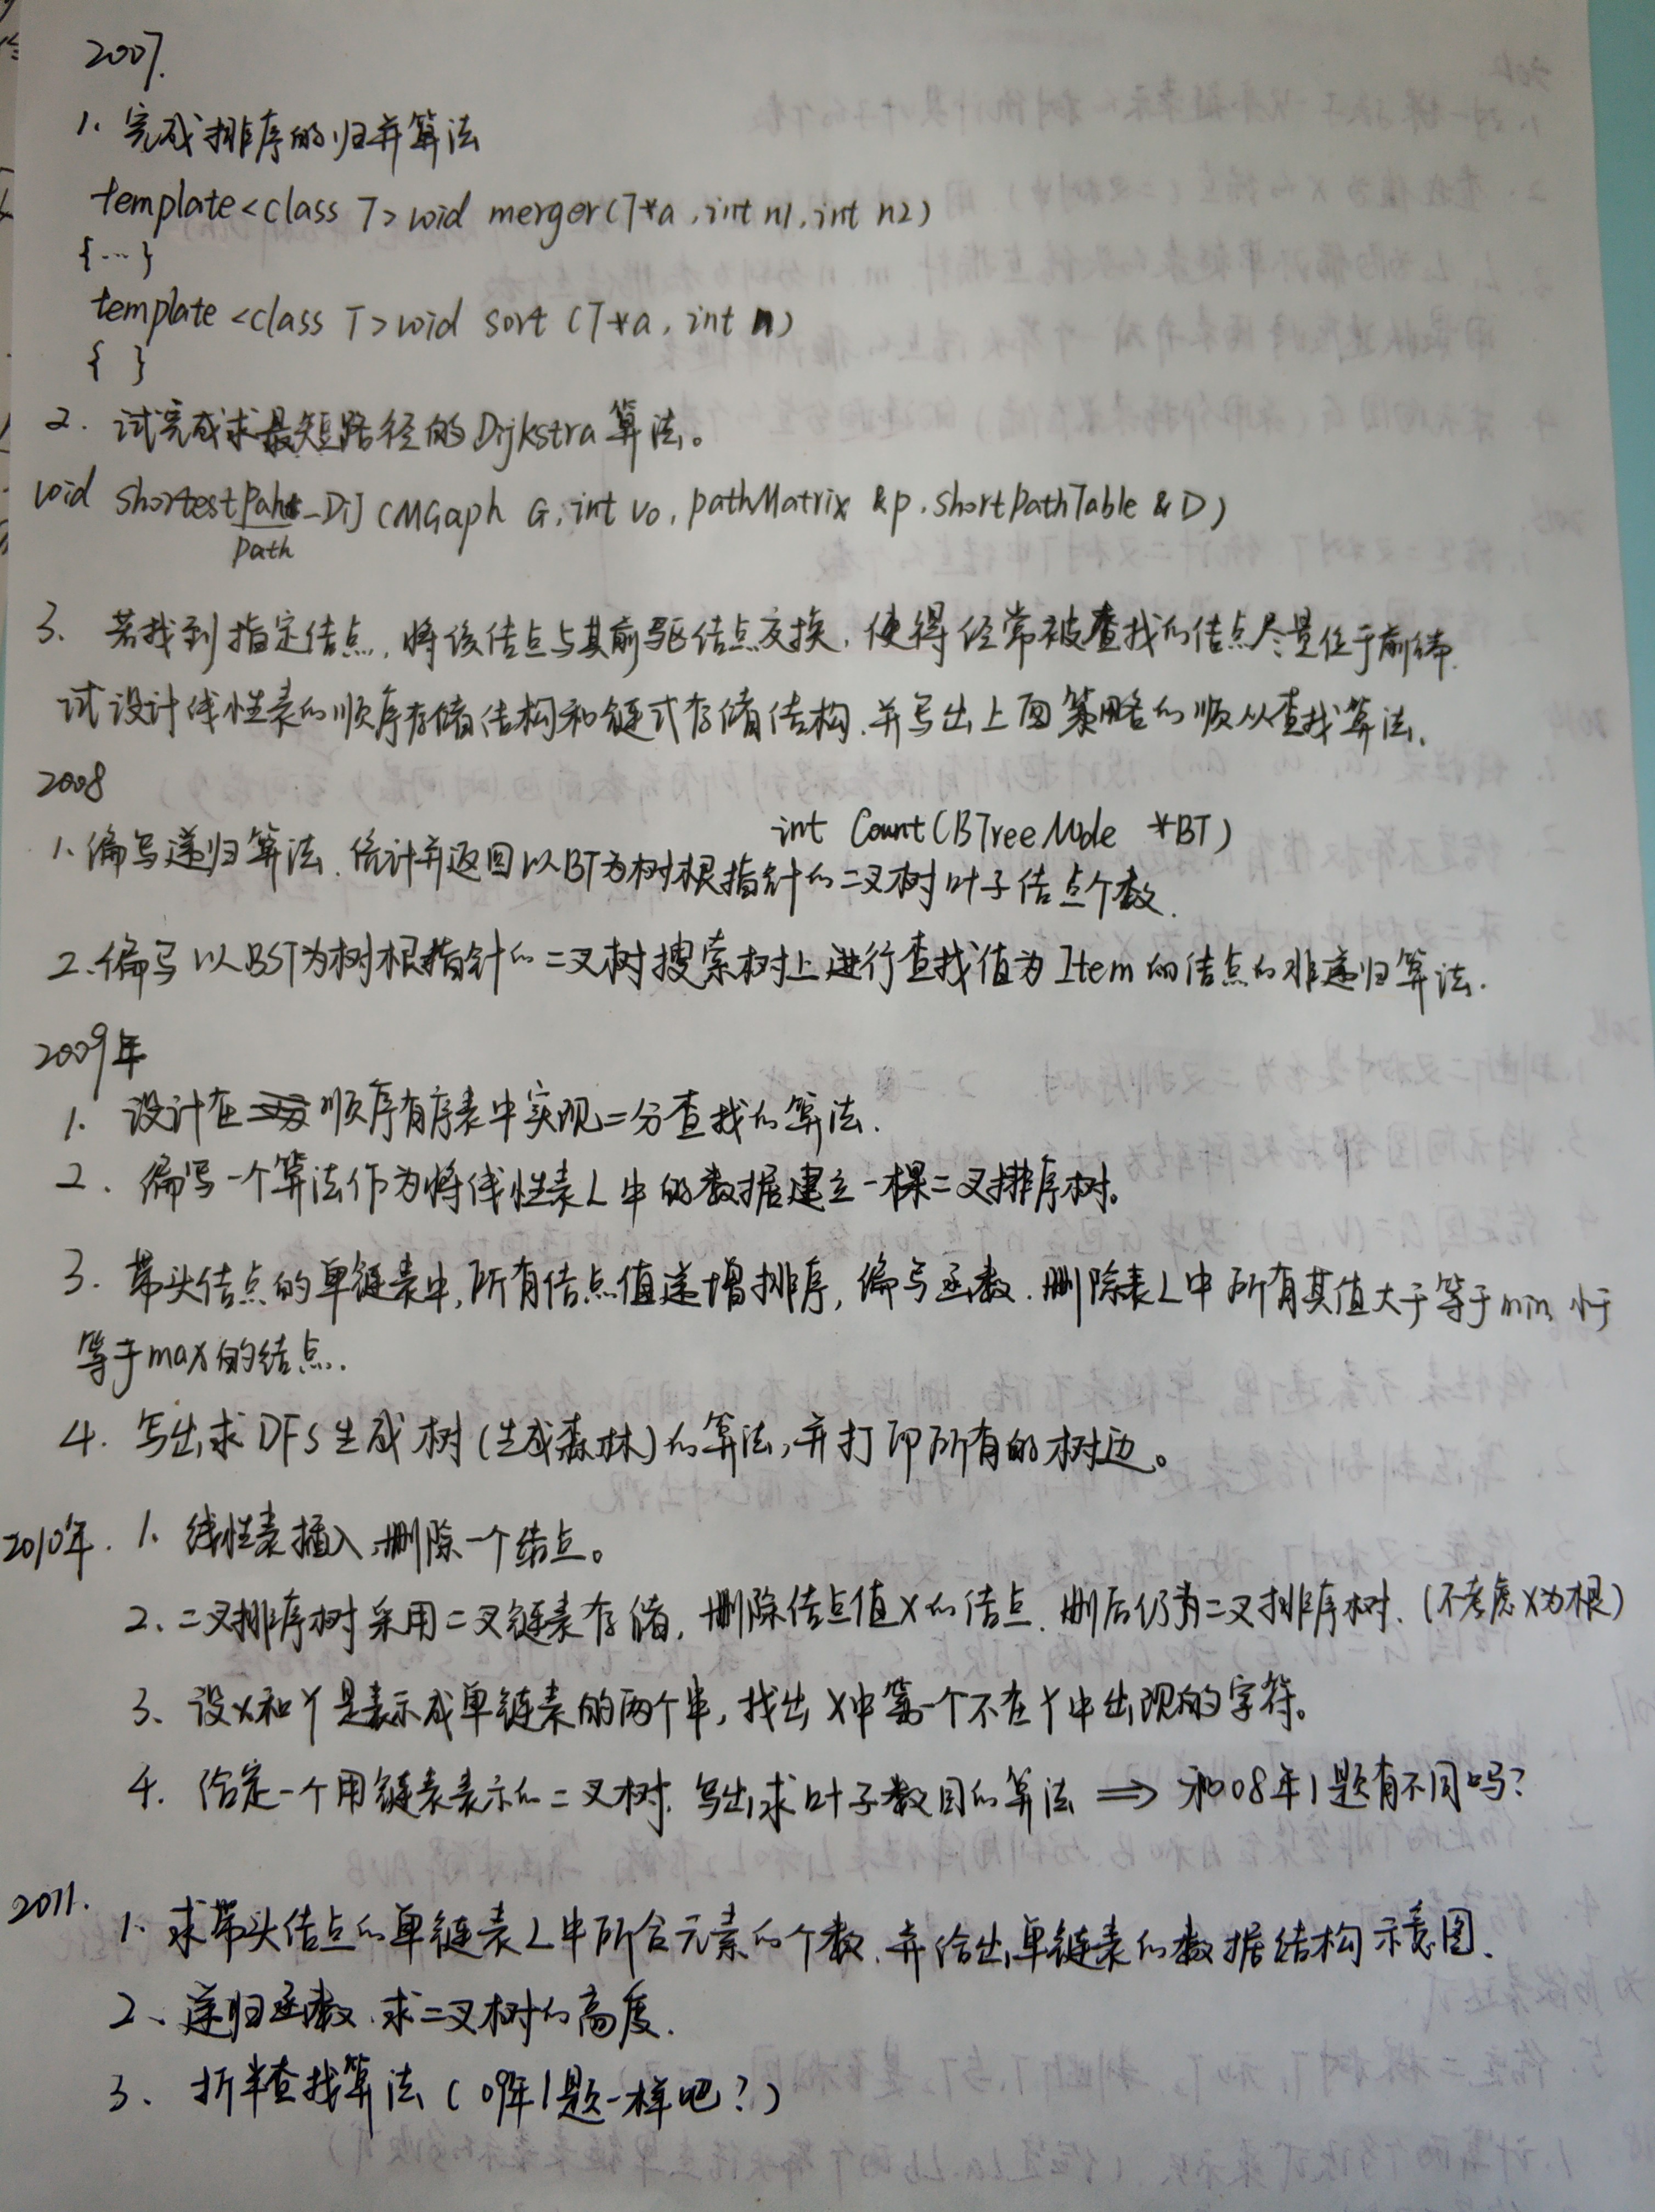 2007.
1. 完成排序的归并算法
template<class T> void merger(T*a, int n1, int n2)
{…}
template <class T> void sort (T*a, int n)
{ }
2. 试完成求最短路径的Dijkstra算法。
void shortestPaht-DiJ (MGaph G, int v0, pathMatrix &p, shortPathTable &D)
path
3. 若找到指定结点, 将该结点与其前驱结点交换, 使得经常被查找的结点尽量位于前端.
试设计线性表的顺序存储结构和链式存储结构, 并写出上面策略的顺从查找算法.
2008
int Count(BTreeNode *BT)
1. 编写递归算法, 统计并返回以BT为树根指针的二叉树叶子结点个数.
2. 编写以BST为树根指针的二叉树搜索树上进行查找值为Item的结点的非递归算法.
2009年
1. 设计在顺序有序表中实现二分查找的算法.
2. 编写一个算法作为将线性表L中的数据建立一棵二叉排序树。
3. 带头结点的单链表中, 所有结点值递增排序, 编写函数. 删除表L中所有其值大于等于min, 小于
等于max的结点.
4. 写出求DFS生成树(生成森林)的算法, 并打印所有的树边。
2010年. 1. 线性表插入,删除一个结点。
2. 二叉排序树采用二叉链表存储, 删除结点值X的结点, 删后仍为二叉排序树. (不考虑X为根)
3. 设X和Y是表示成单链表的两个串, 找出X中第一个不在Y中出现的字符。
4. 给定一个用链表表示的二叉树, 写出求叶子数目的算法 ⇒ 和08年1题有不同吗?
2011. 1. 求带头结点的单链表L中所含元素的个数, 并给出单链表的数据结构示意图.
2. 递归函数, 求二叉树的高度.
3. 折半查找算法 (09年1题一样吧?)